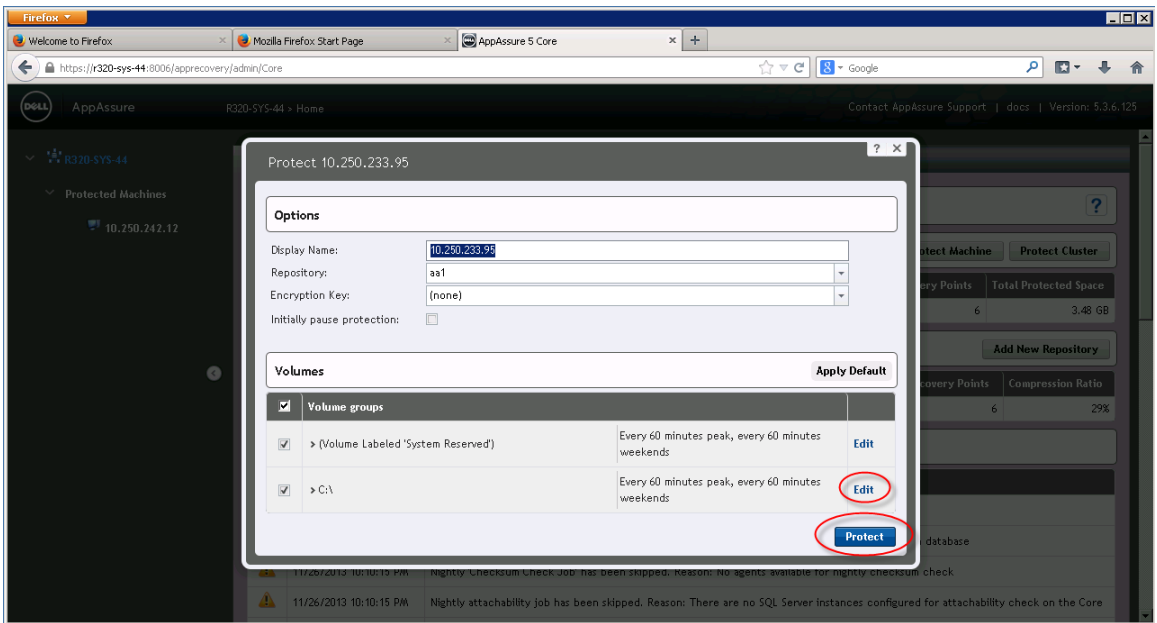 Firefox
Welcome to Firefox
Mozilla Firefox Start Page
AppAssure 5 Core
https://r320-sys-44:8006/apprecovery/admin/Core
Google
DELL AppAssure
R320-SYS-44 > Home
Contact AppAssure Support | docs | Version: 5.3.6.125
R320-SYS-44
Protected Machines
10.250.242.12
Protect 10.250.233.95
Options
Display Name: 10.250.233.95
Repository: aa1
Encryption Key: (none)
Initially pause protection:
Volumes Apply Default
Volume groups
(Volume Labeled 'System Reserved') Every 60 minutes peak, every 60 minutes weekends Edit
C:\ Every 60 minutes peak, every 60 minutes weekends Edit
Protect
Machine Protect Cluster
Points Total Protected Space
6 3.48 GB
Add New Repository
Points Compression Ratio
6 29%
database
11/26/2013 10:10:15 PM Nightly Checksum Check Job has been skipped. Reason: No agents available for nightly checksum check
11/26/2013 10:10:15 PM Nightly attachability job has been skipped. Reason: There are no SQL Server instances configured for attachability check on the Core